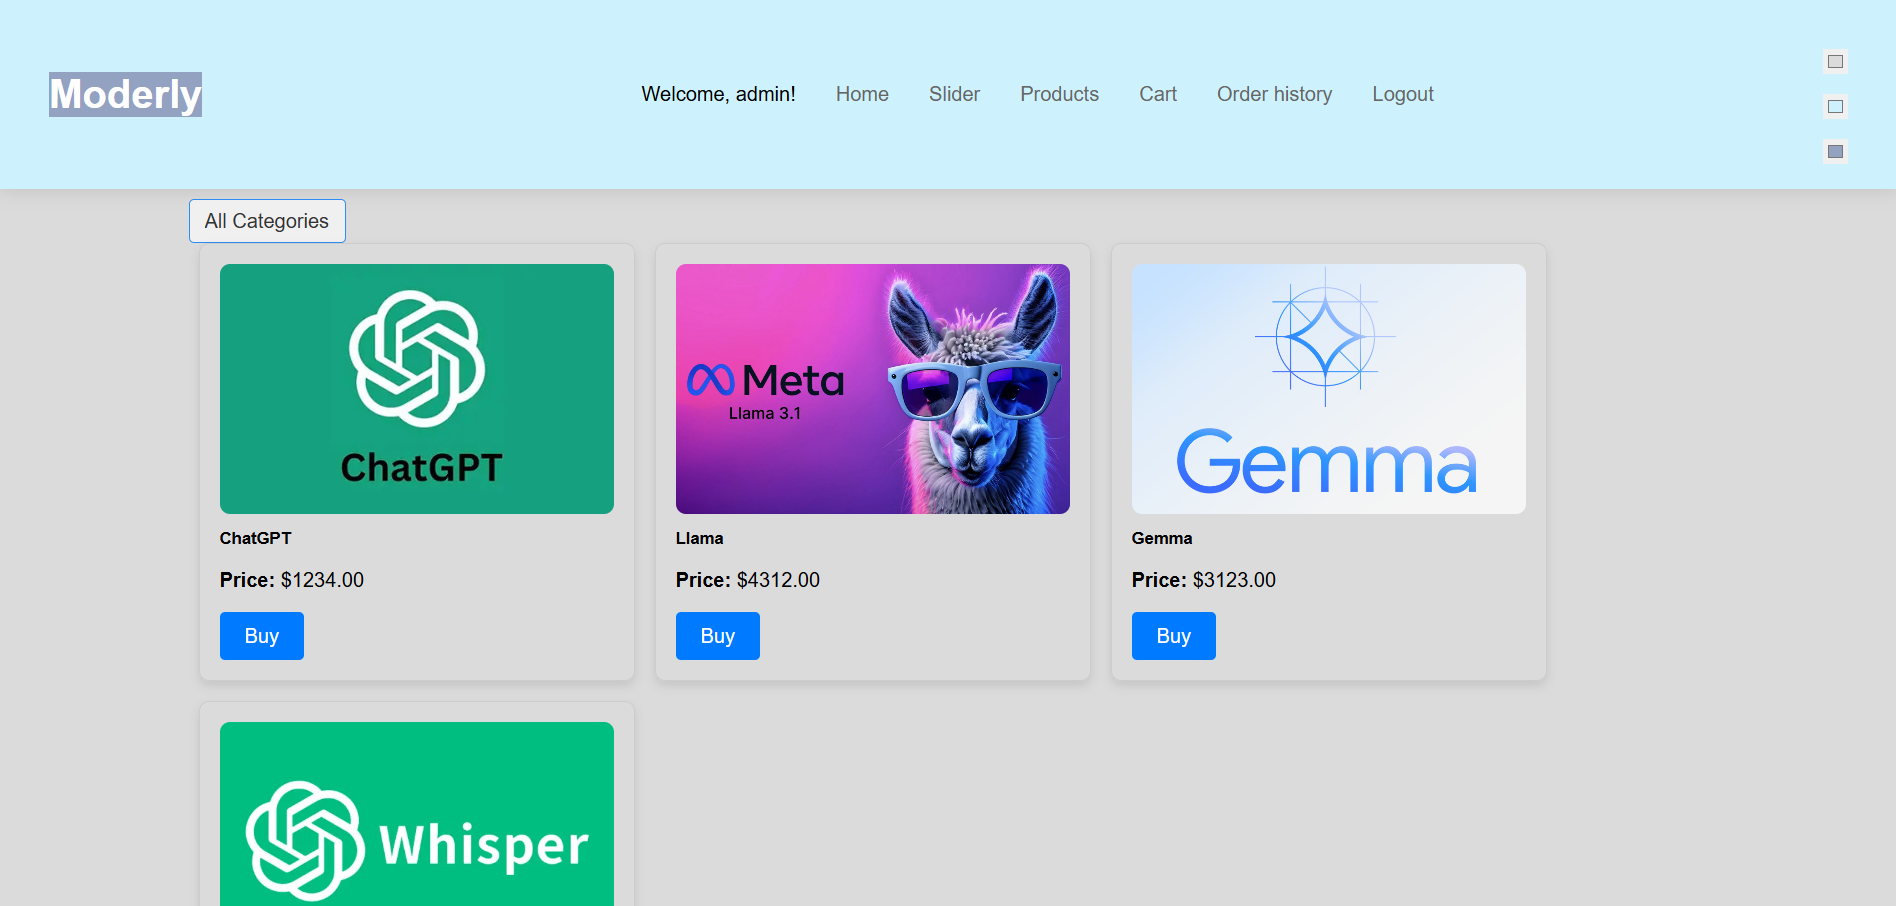 Moderly
Welcome, admin! Home Slider Products Cart Order history Logout
All Categories
ChatGPT
Meta
Llama 3.1
Gemma
ChatGPT
Price: $1234.00
Buy
Llama
Price: $4312.00
Buy
Gemma
Price: $3123.00
Buy
Whisper